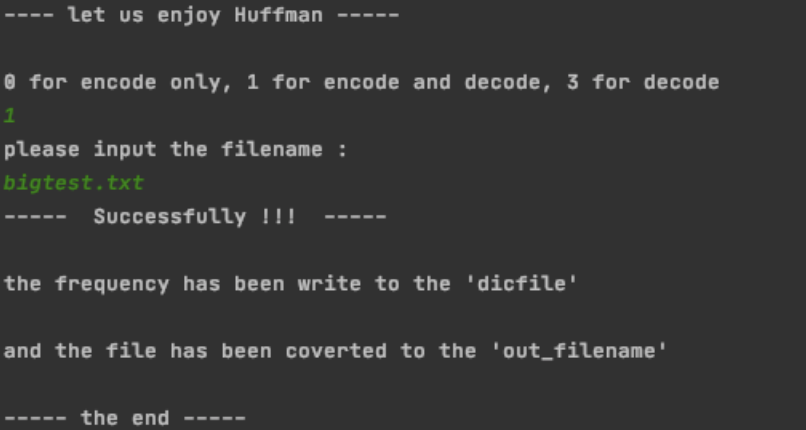 ---- let us enjoy Huffman -----
0 for encode only, 1 for encode and decode, 3 for decode
1
please input the filename :
bigtest.txt
-----  Successfully !!!  -----
the frequency has been write to the 'dicfile'
and the file has been coverted to the 'out_filename'
----- the end -----